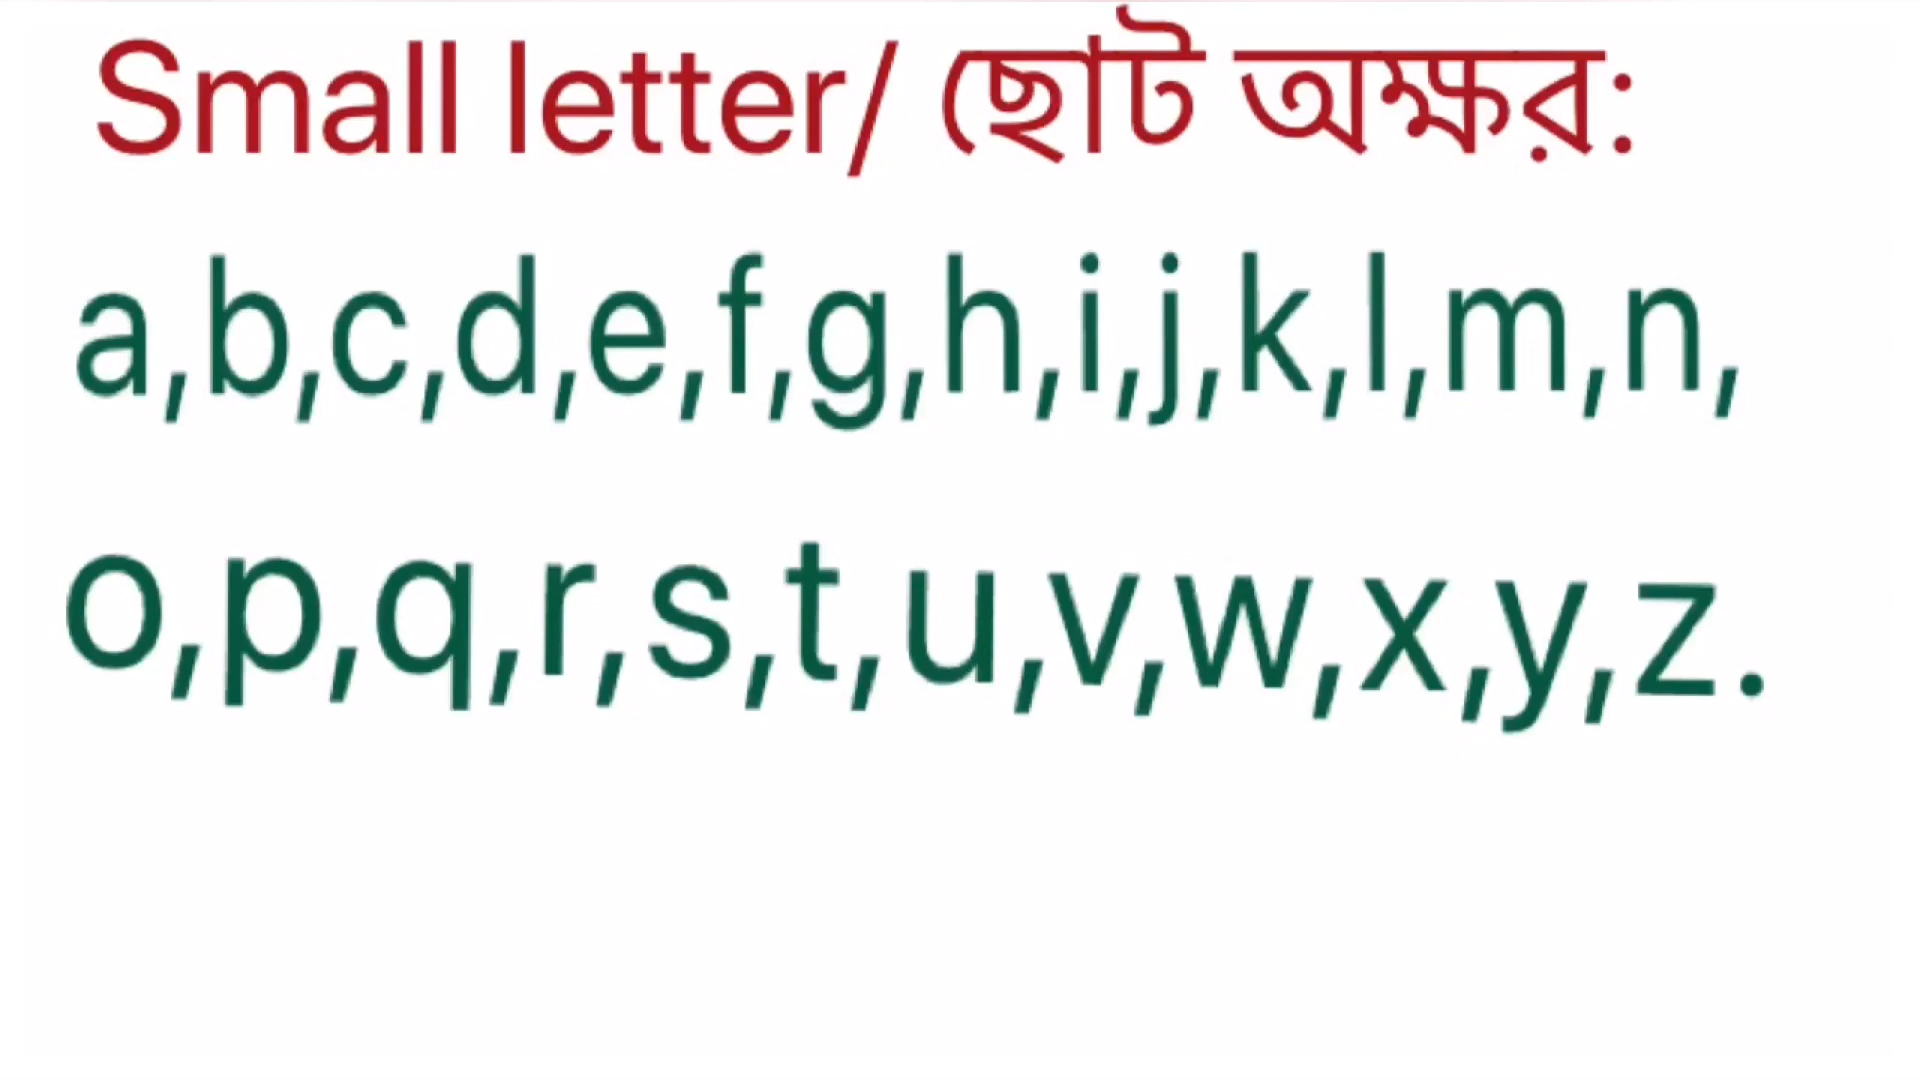 Small letter/ ছোট অক্ষর:
a,b,c,d,e,f,g,h,i,j,k,l,m,n,
o,p,q,r,s,t,u,v,w,x,y,z.